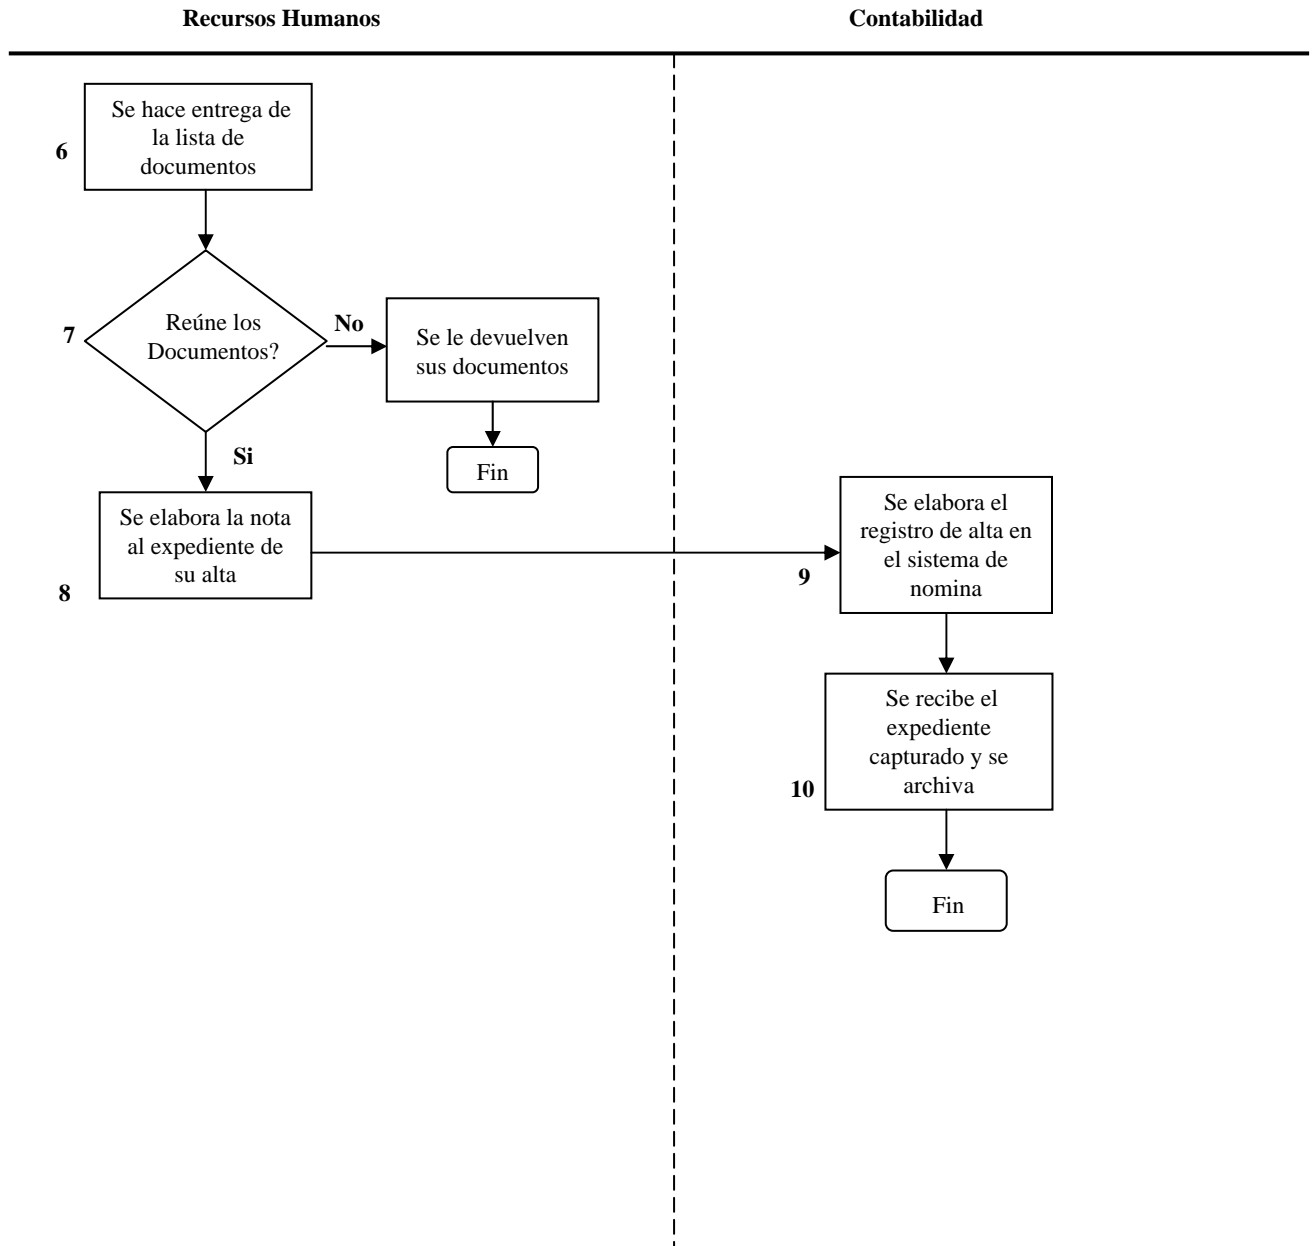 Recursos Humanos
Contabilidad
Se hace entrega de
la lista de
documentos
6
Reúne los
Documentos?
7
No
Se le devuelven
sus documentos
Si
Fin
Se elabora la nota
al expediente de
su alta
8
Se elabora el
registro de alta en
el sistema de
nomina
9
Se recibe el
expediente
capturado y se
archiva
10
Fin